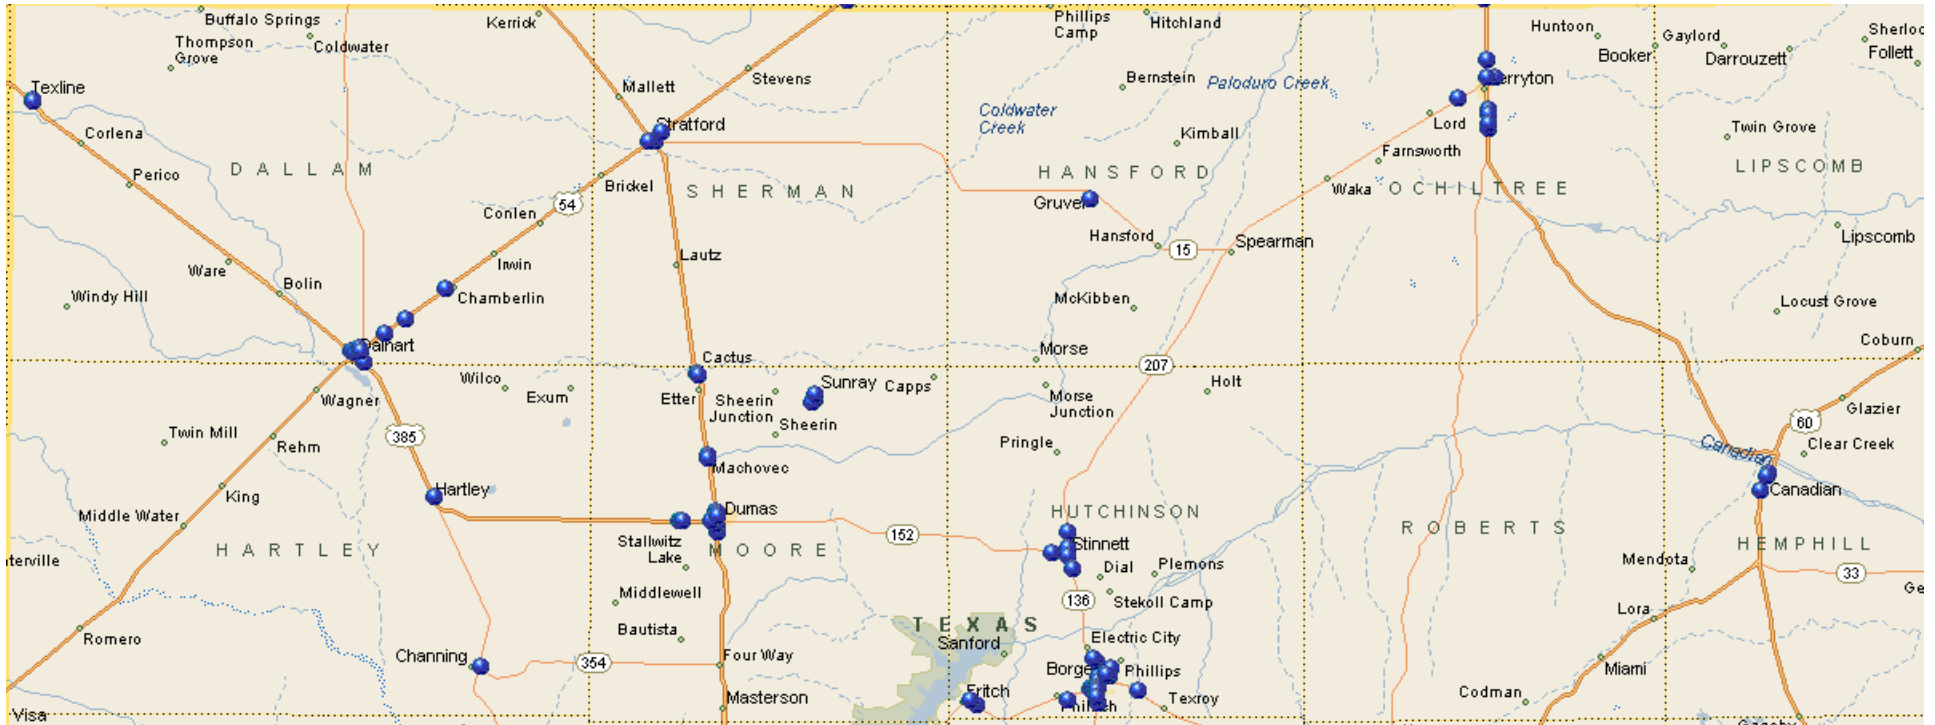 Buffalo Springs
Kerrick
Phillips
Camp
Hitchland
Huntoon
Gaylord
Thompson
Grove
Coldwater
Booker
Darrouzett
Follett
Stevens
Bernstein
Paloduro Creek
Texline
Mallett
Coldwater
Creek
Corlena
Stratford
Kimball
Lord
Twin Grove
DALLAM
Perico
Brickel
SHERMAN
HANSFORD
Farnsworth
LIPSCOMB
Waka
OCHILTREE
54
Conlen
Gruver
Hansford
15
Spearman
Lipscomb
Ware
Irwin
Lautz
Bolin
Windy Hill
Chamberlin
McKibben
Locust Grove
Dalhart
Cactus
Morse
207
Coburn
Wilco
Exum
Etter
Sheerin
Junction
Sunray
Capps
Morse
Junction
Holt
Wagner
Glazier
Twin Mill
Rehm
385
Sheerin
Pringle
60
Clear Creek
Canadian
Machovec
King
Hartley
Canadian
Middle Water
Dumas
HUTCHINSON
HARTLEY
152
Stallwitz
Lake
MOORE
Stinnett
ROBERTS
HEMPHILL
Dial
Plemons
Mendota
33
Middlewell
136
Stekoll Camp
Lora
Bautista
TEXAS
Sanford
Electric City
Romero
Channing
354
Four Way
Borger
Phillips
Miami
Masterson
Fritch
Texroy
Codman
Visa